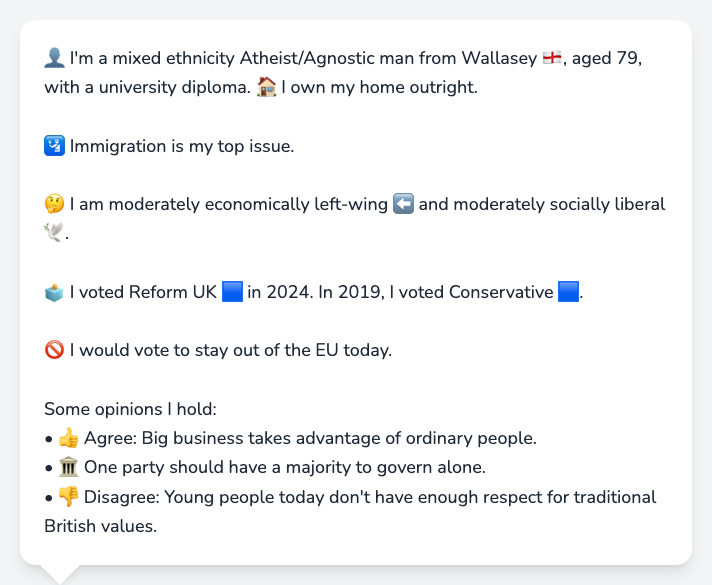 👤 I'm a mixed ethnicity Atheist/Agnostic man from Wallasey 🏴󠁧󠁢󠁥󠁮󠁧󠁿, aged 79,
with a university diploma. 🏠 I own my home outright.
🛂 Immigration is my top issue.
🤔 I am moderately economically left-wing ⬅️ and moderately socially liberal
🕊️.
🗳️ I voted Reform UK 🟦 in 2024. In 2019, I voted Conservative 🟦.
🚫 I would vote to stay out of the EU today.
Some opinions I hold:
• 👍 Agree: Big business takes advantage of ordinary people.
• 🏛️ One party should have a majority to govern alone.
• 👎 Disagree: Young people today don't have enough respect for traditional
British values.